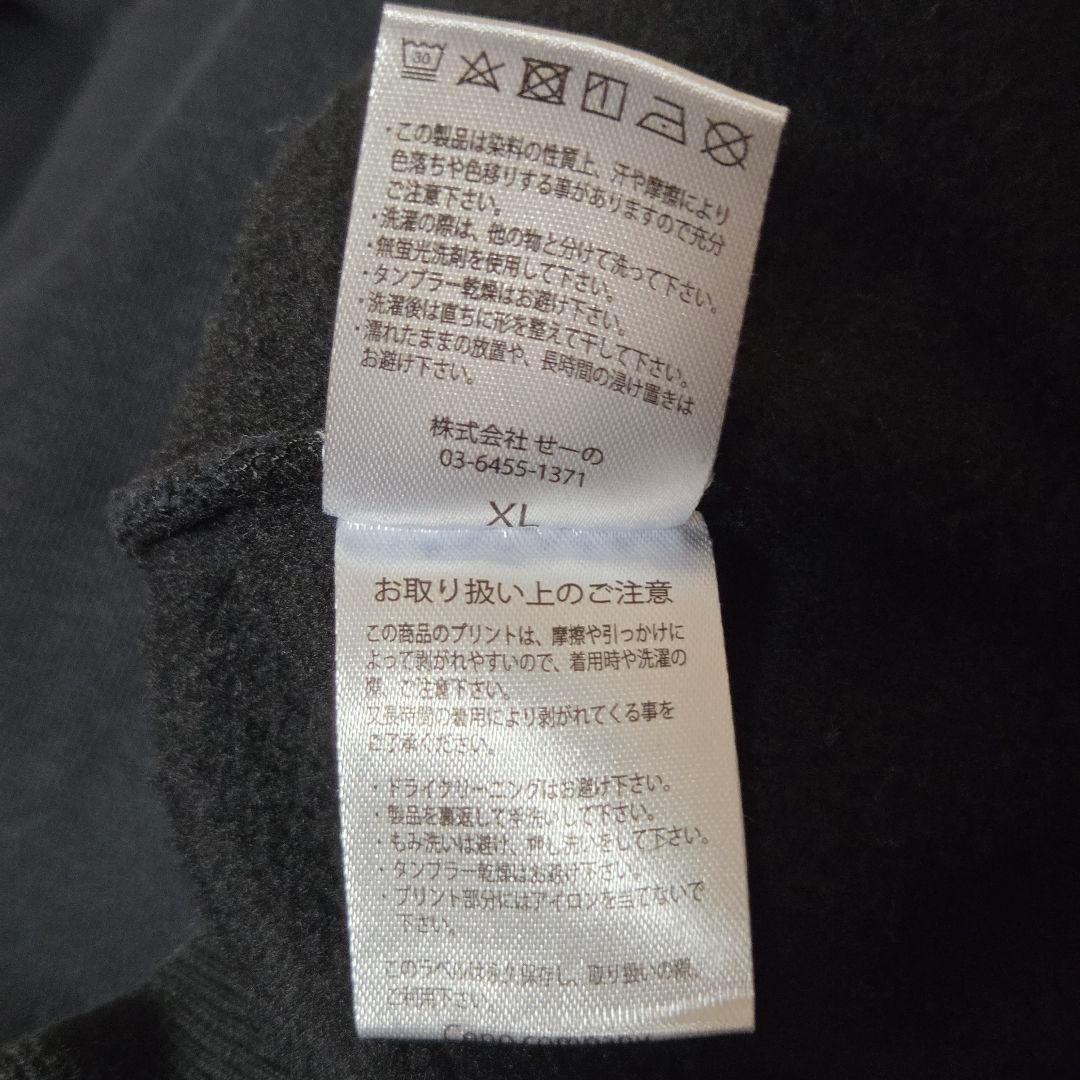 30
・この製品は染料の性質上、汗や摩擦により
色落ちや色移りする事がありますので充分
ご注意下さい。
・洗濯の際は、他の物と分けて洗って下さい。
・無蛍光洗剤を使用して下さい。
・タンブラー乾燥はお避け下さい。
・洗濯後は直ちに形を整えて干して下さい。
・濡れたままの放置や、長時間の浸け置きは
お避け下さい。
株式会社 せーの
03-6455-1371
XL
お取り扱い上のご注意
この商品のプリントは、摩擦や引っかけに
よって剥がれやすいので、着用時や洗濯の
際、ご注意下さい。
又長時間の着用により剥がれてくる事を
ご了承ください。
・ドライクリーニングはお避け下さい。
・製品を裏返して手洗いして下さい。
・もみ洗いは避け、押し洗いをして下さい。
・タンブラー乾燥はお避け下さい。
・プリント部分にはアイロンを当てないで
下さい。
このラベルは永久保存し、取り扱いの際、
ご利用下さい